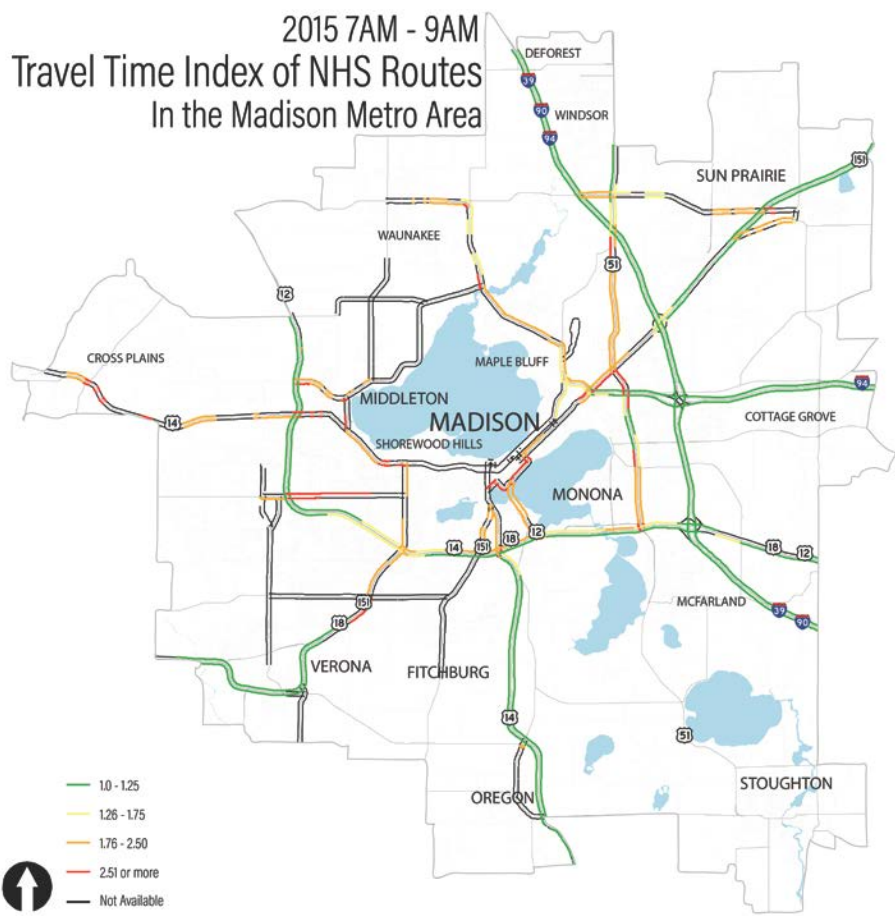 2015 7AM - 9AM
Travel Time Index of NHS Routes
In the Madison Metro Area
DEFOREST
39
90
94
WINDSOR
151
SUN PRAIRIE
WAUNAKEE
51
12
CROSS PLAINS
MAPLE BLUFF
MIDDLETON
94
14
MADISON
COTTAGE GROVE
SHOREWOOD HILLS
MONONA
12
18
14
151
18
12
151
18
MCFARLAND
39
90
VERONA
FITCHBURG
14
51
STOUGHTON
OREGON
1.0 - 1.25
1.26 - 1.75
1.76 - 2.50
2.51 or more
Not Available